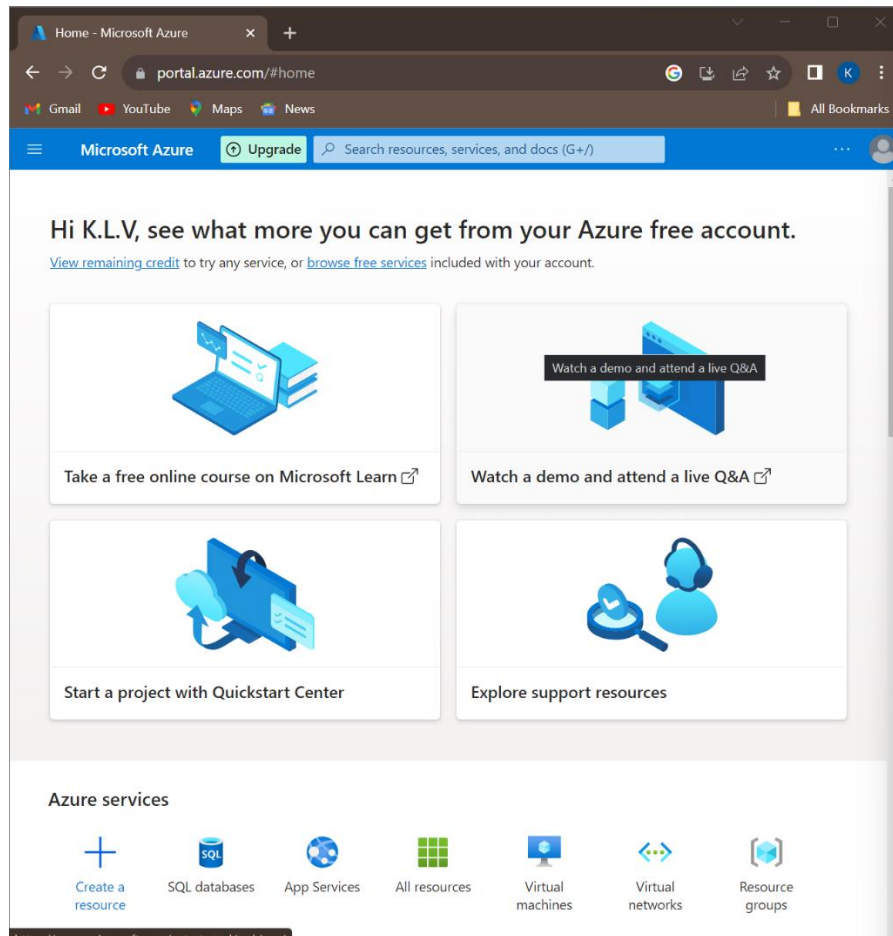 Home - Microsoft Azure
portal.azure.com/#home
K
Gmail YouTube Maps News All Bookmarks
Microsoft Azure Upgrade Search resources, services, and docs (G+/)
Hi K.L.V, see what more you can get from your Azure free account.
View remaining credit to try any service, or browse free services included with your account.
Watch a demo and attend a live Q&A
Take a free online course on Microsoft Learn
Watch a demo and attend a live Q&A
Start a project with Quickstart Center
Explore support resources
Azure services
SQL
Create a resource
SQL databases
App Services
All resources
Virtual machines
Virtual networks
Resource groups